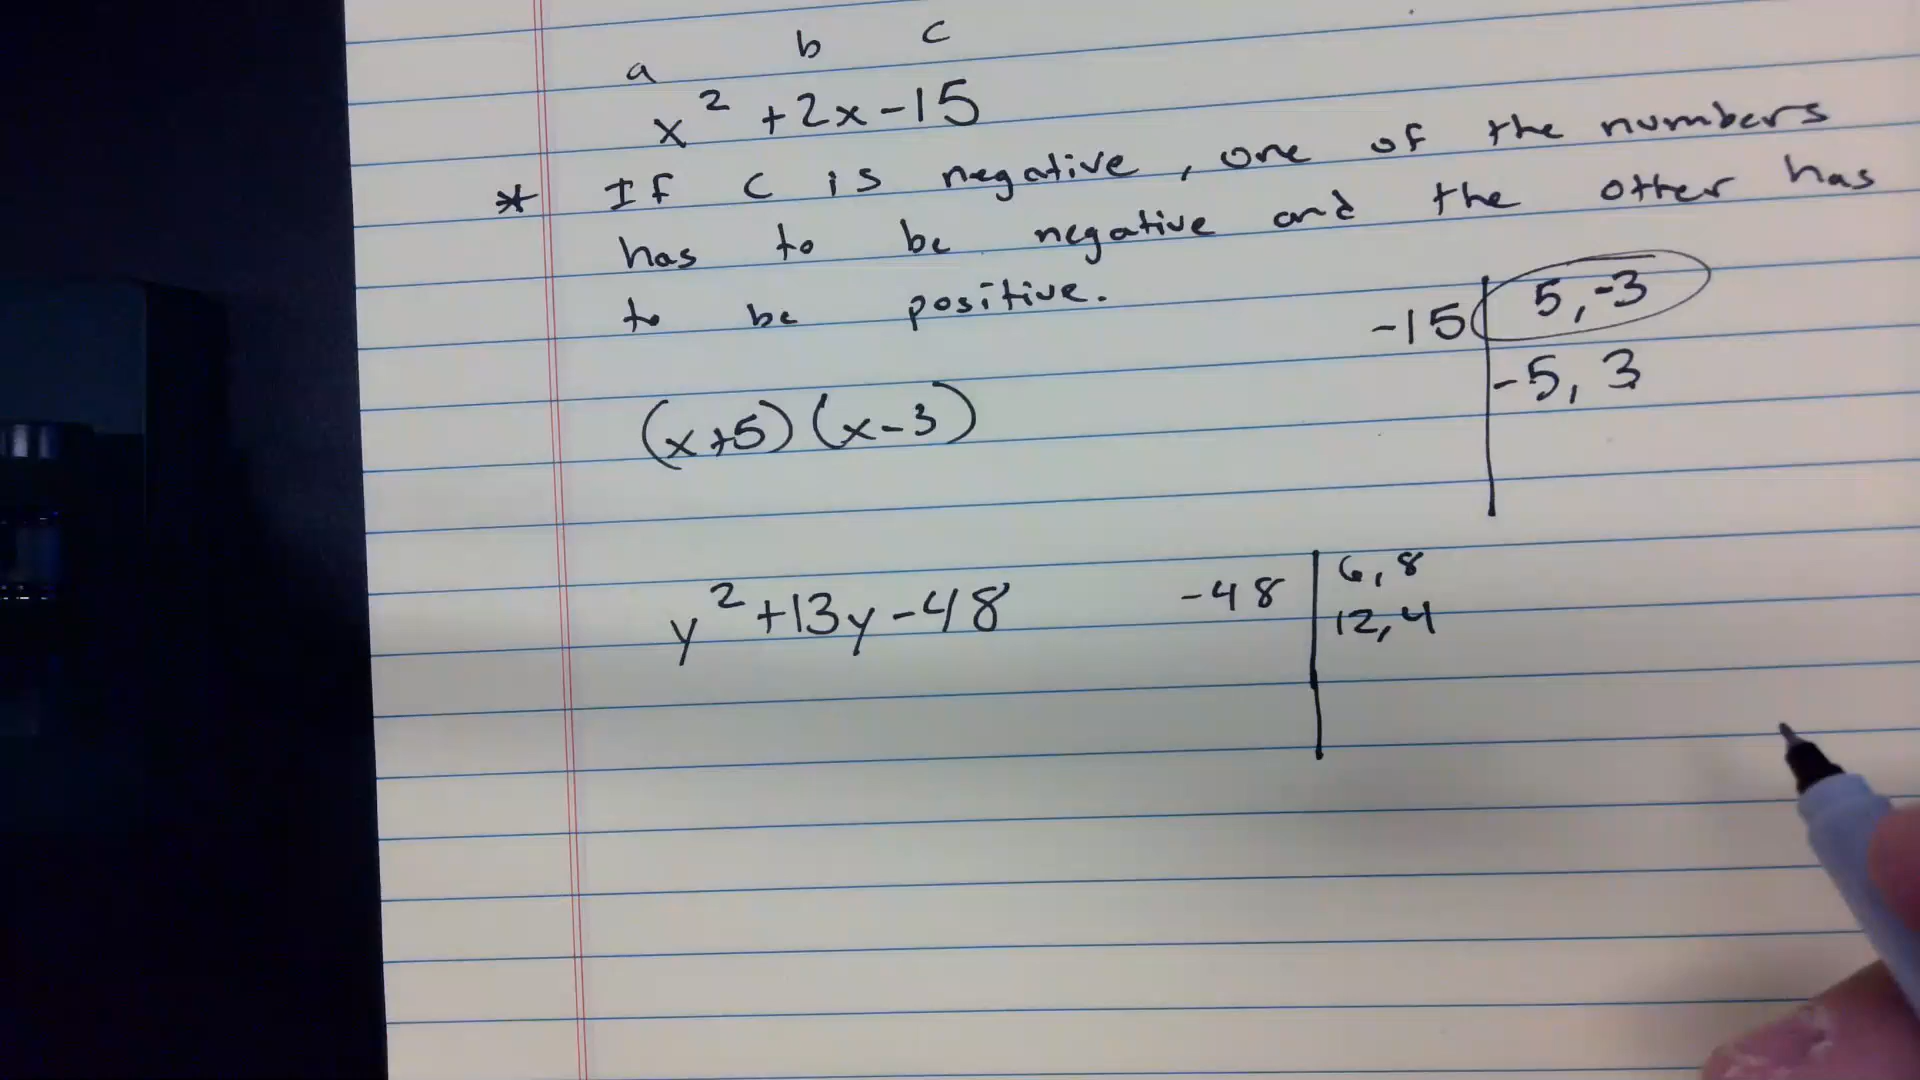 a b c
x² +2x-15
* If c is negative, one of the numbers
has to be negative and the other has
to be positive.
-15 | 5,-3
-5, 3
(x+5)(x-3)
y²+13y-48 -48 | 6,8
12,4